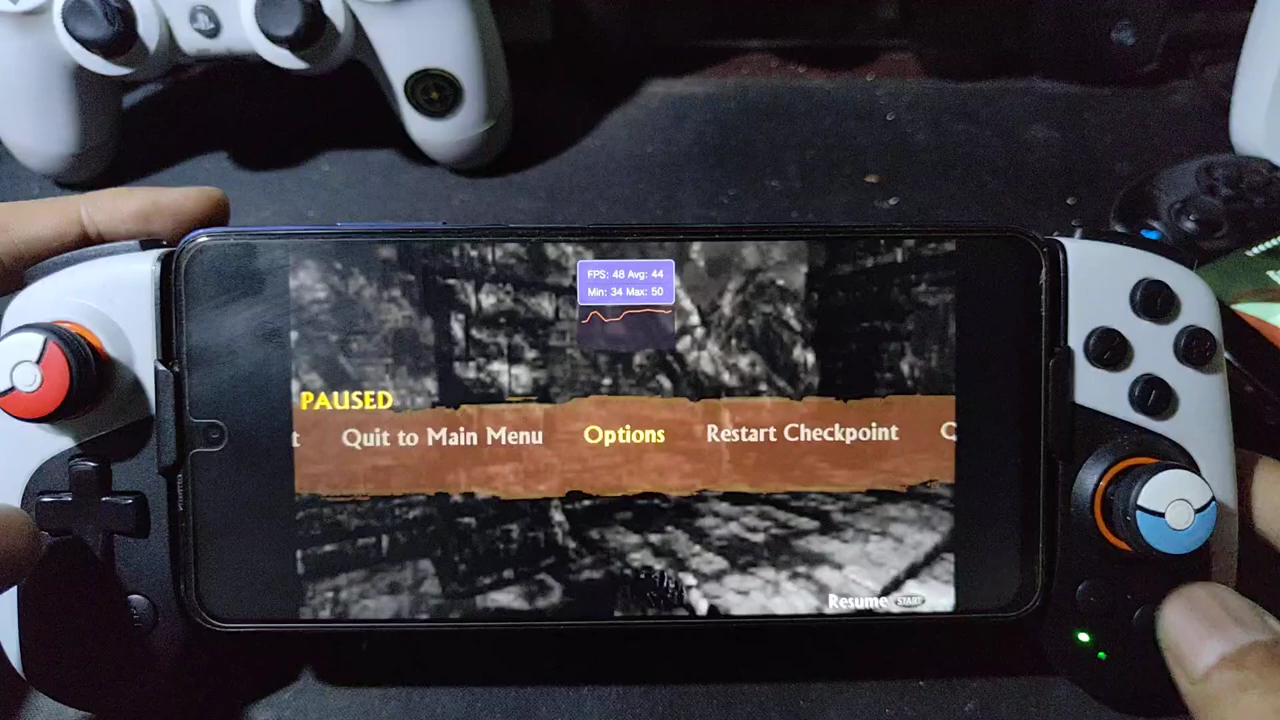 FPS: 48 Avg: 44
Min: 34 Max: 50
PAUSED
t Quit to Main Menu Options Restart Checkpoint
Resume START